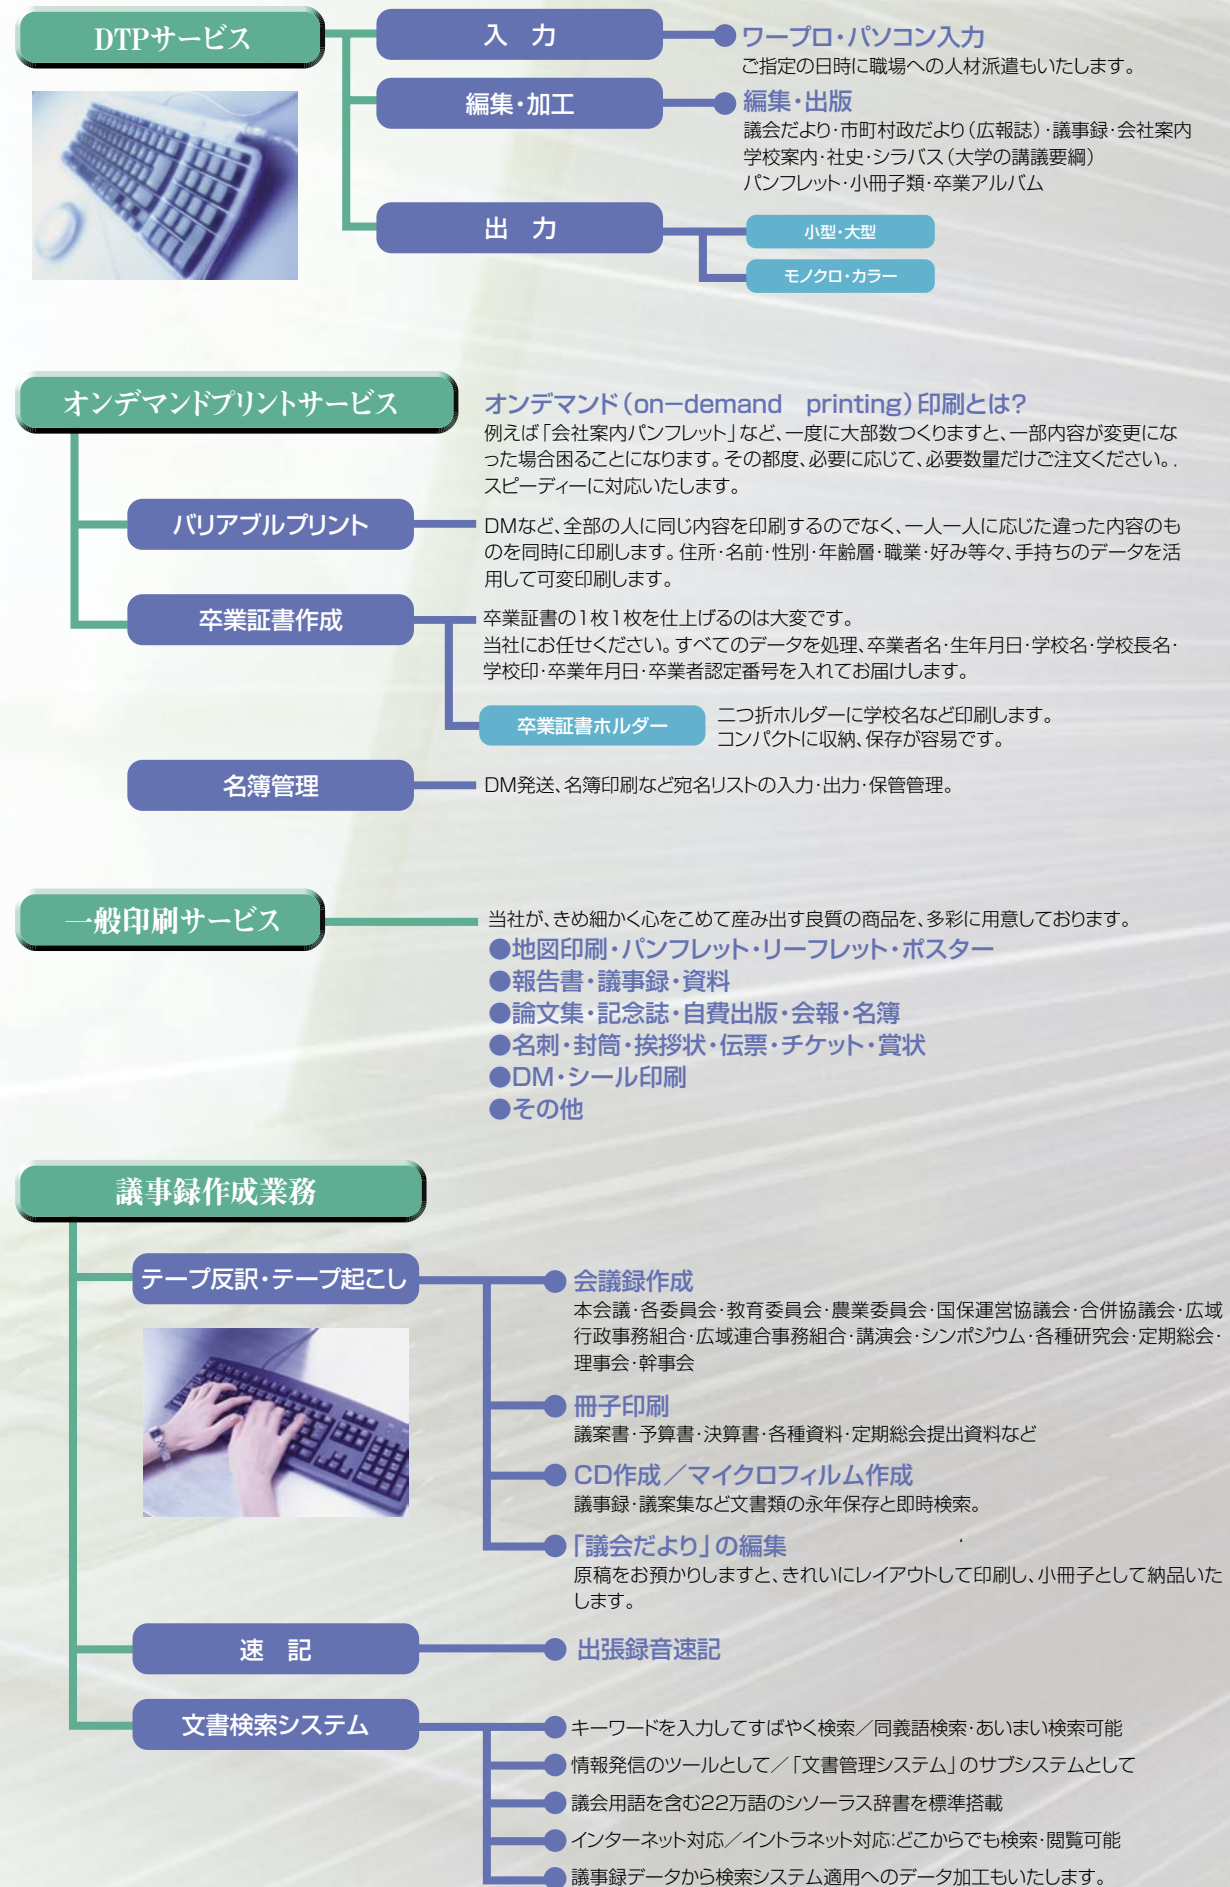 DTPサービス
入　力
ワープロ・パソコン入力
ご指定の日時に職場への人材派遣もいたします。
編集・加工
編集・出版
議会だより・市町村政だより（広報誌）・議事録・会社案内
学校案内・社史・シラバス（大学の講議要綱）
パンフレット・小冊子類・卒業アルバム
出　力
小型・大型
モノクロ・カラー
オンデマンドプリントサービス
オンデマンド（on－demand　printing）印刷とは？
例えば「会社案内パンフレット」など、一度に大部数つくりますと、一部内容が変更にな
った場合困ることになります。その都度、必要に応じて、必要数量だけご注文ください。.
スピーディーに対応いたします。
バリアブルプリント
DMなど、全部の人に同じ内容を印刷するのでなく、一人一人に応じた違った内容のも
のを同時に印刷します。住所・名前・性別・年齢層・職業・好み等々、手持ちのデータを活
用して可変印刷します。
卒業証書作成
卒業証書の1枚1枚を仕上げるのは大変です。
当社にお任せください。すべてのデータを処理、卒業者名・生年月日・学校名・学校長名・
学校印・卒業年月日・卒業者認定番号を入れてお届けします。
卒業証書ホルダー
二つ折ホルダーに学校名など印刷します。
コンパクトに収納、保存が容易です。
名簿管理
DM発送、名簿印刷など宛名リストの入力・出力・保管管理。
一般印刷サービス
当社が、きめ細かく心をこめて産み出す良質の商品を、多彩に用意しております。
●地図印刷・パンフレット・リーフレット・ポスター
●報告書・議事録・資料
●論文集・記念誌・自費出版・会報・名簿
●名刺・封筒・挨拶状・伝票・チケット・賞状
●DM・シール印刷
●その他
議事録作成業務
テープ反訳・テープ起こし
会議録作成
本会議・各委員会・教育委員会・農業委員会・国保運営協議会・合併協議会・広域
行政事務組合・広域連合事務組合・講演会・シンポジウム・各種研究会・定期総会・
理事会・幹事会
冊子印刷
議案書・予算書・決算書・各種資料・定期総会提出資料など
CD作成／マイクロフィルム作成
議事録・議案集など文書類の永年保存と即時検索。
「議会だより」の編集
原稿をお預かりしますと、きれいにレイアウトして印刷し、小冊子として納品いた
します。
速　記
出張録音速記
文書検索システム
キーワードを入力してすばやく検索／同義語検索・あいまい検索可能
情報発信のツールとして／「文書管理システム」のサブシステムとして
議会用語を含む22万語のシソーラス辞書を標準搭載
インターネット対応／イントラネット対応：どこからでも検索・閲覧可能
議事録データから検索システム適用へのデータ加工もいたします。